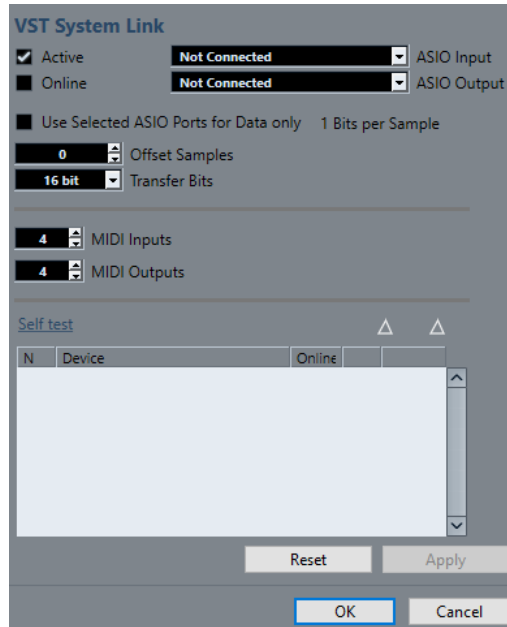 VST System Link
Active Not Connected ASIO Input
Online Not Connected ASIO Output
Use Selected ASIO Ports for Data only 1 Bits per Sample
0 Offset Samples
16 bit Transfer Bits
4 MIDI Inputs
4 MIDI Outputs
Self test
N Device Online
Reset Apply
OK Cancel